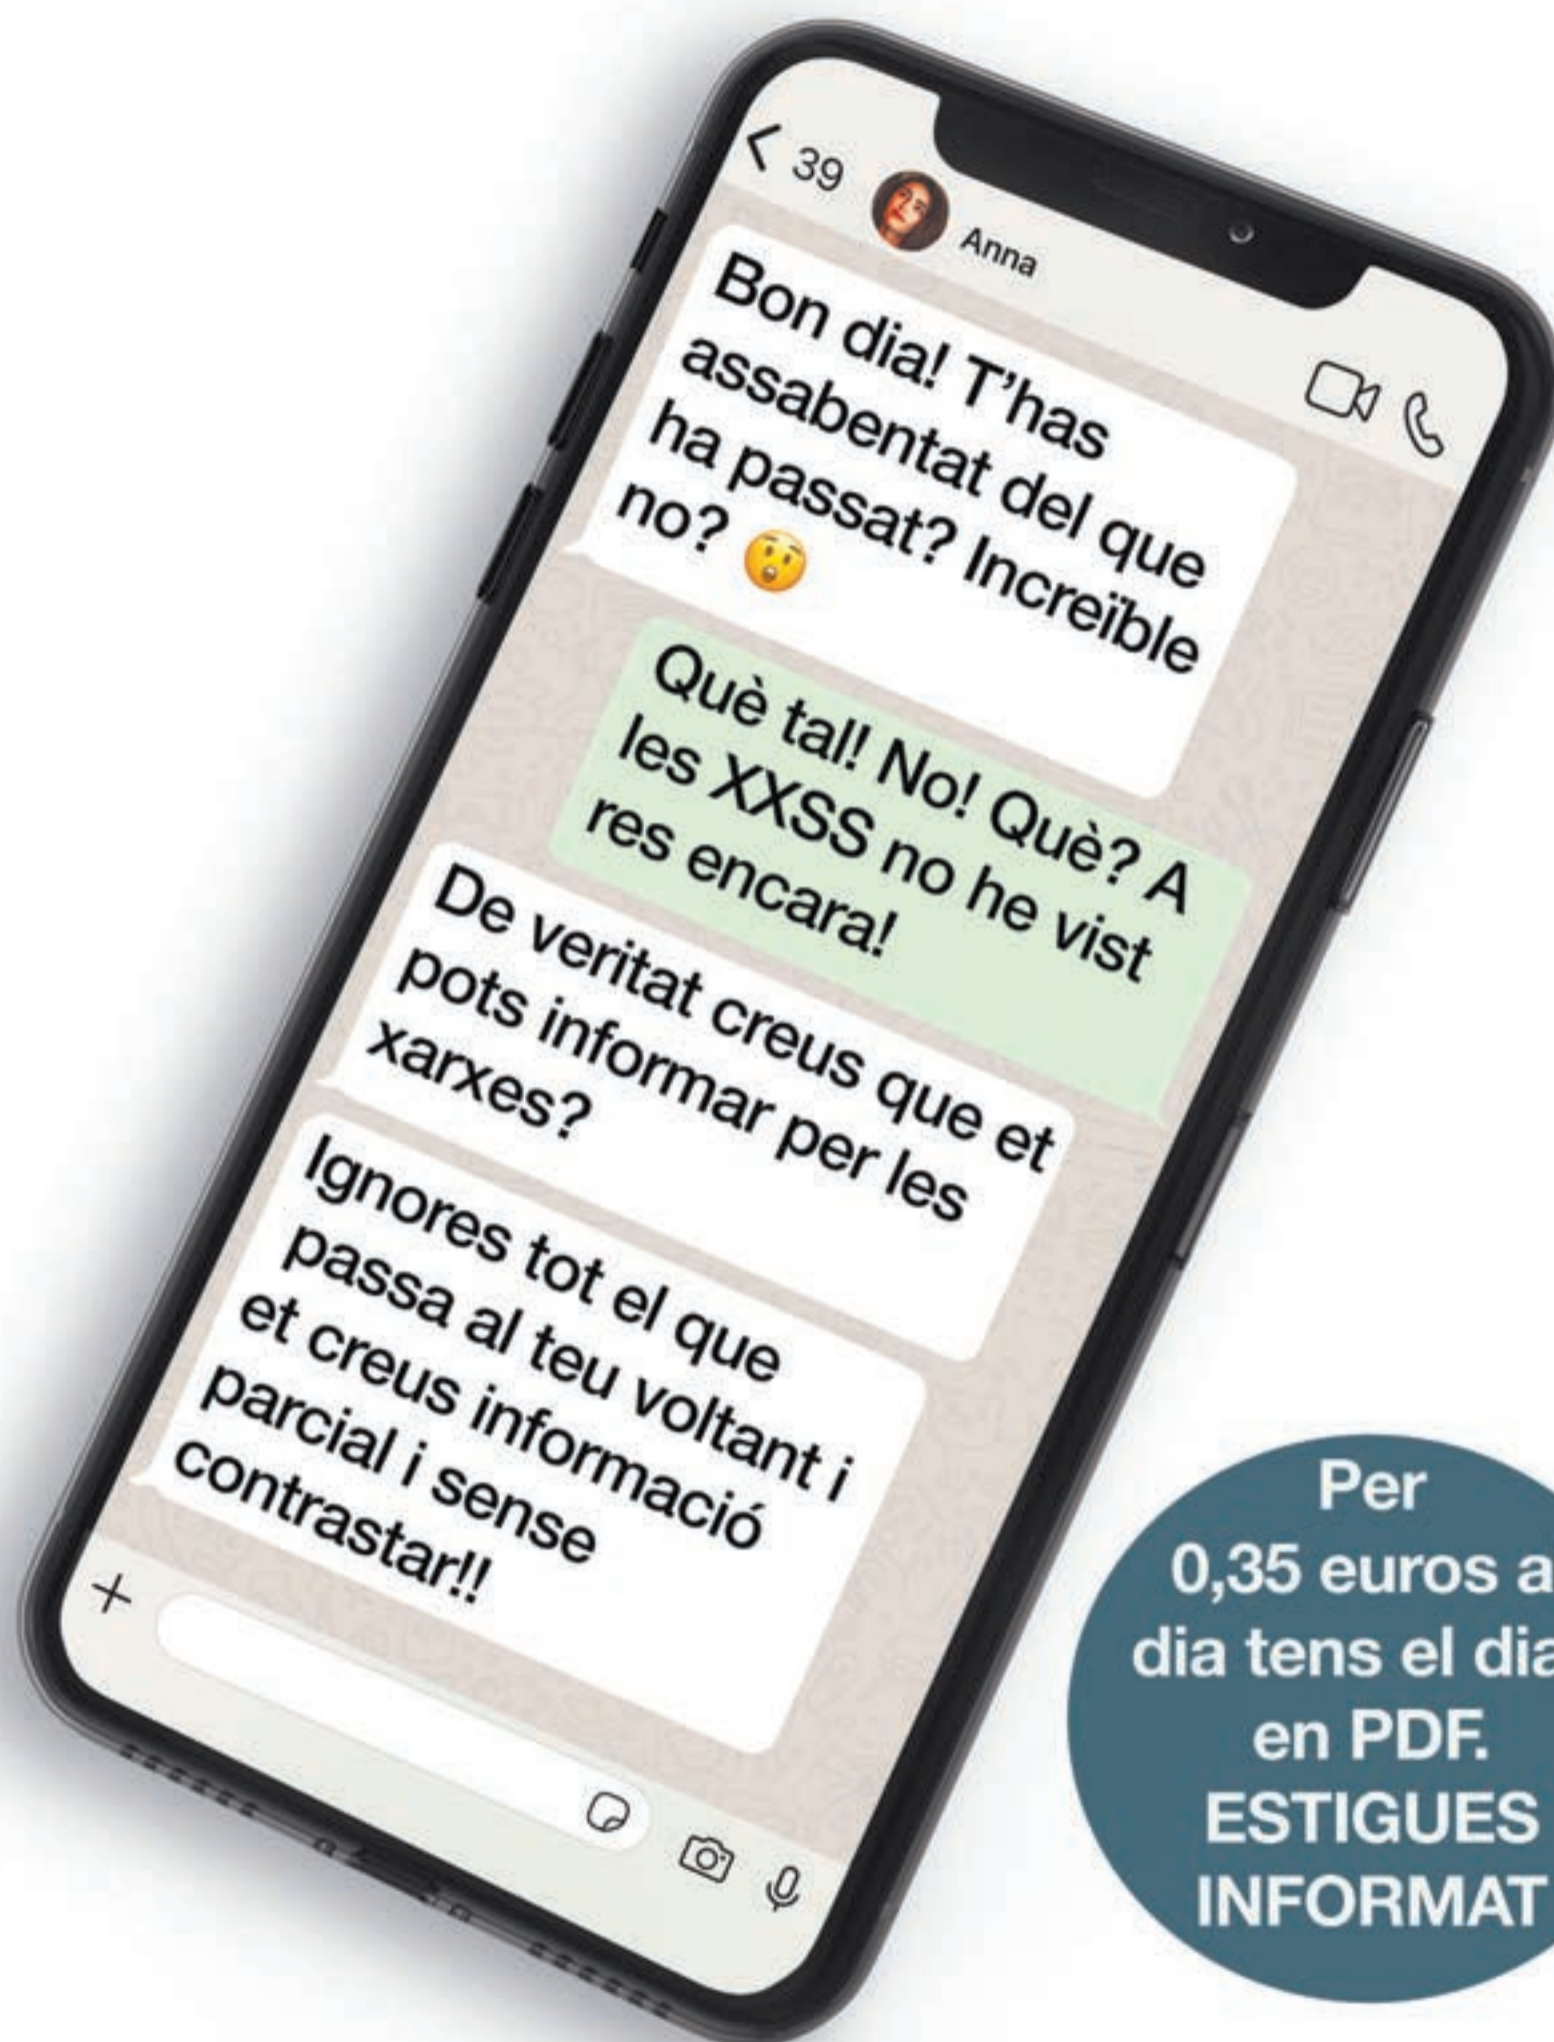 39
Anna
Bon dia! T'has
assabentat del que
ha passat? Increïble
no? 😲
Què tal! No! Què? A
les XXSS no he vist
res encara!
De veritat creus que et
pots informar per les
xarxes?
Ignores tot el que
passa al teu voltant i
et creus informació
parcial i sense
contrastar!!
Per
0,35 euros a
dia tens el
en PDF.
ESTIGUES
INFORMAT